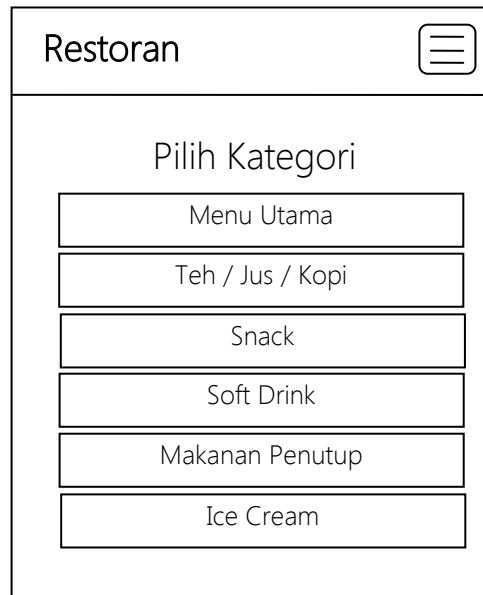 Restoran
Pilih Kategori
Menu Utama
Teh / Jus / Kopi
Snack
Soft Drink
Makanan Penutup
Ice Cream